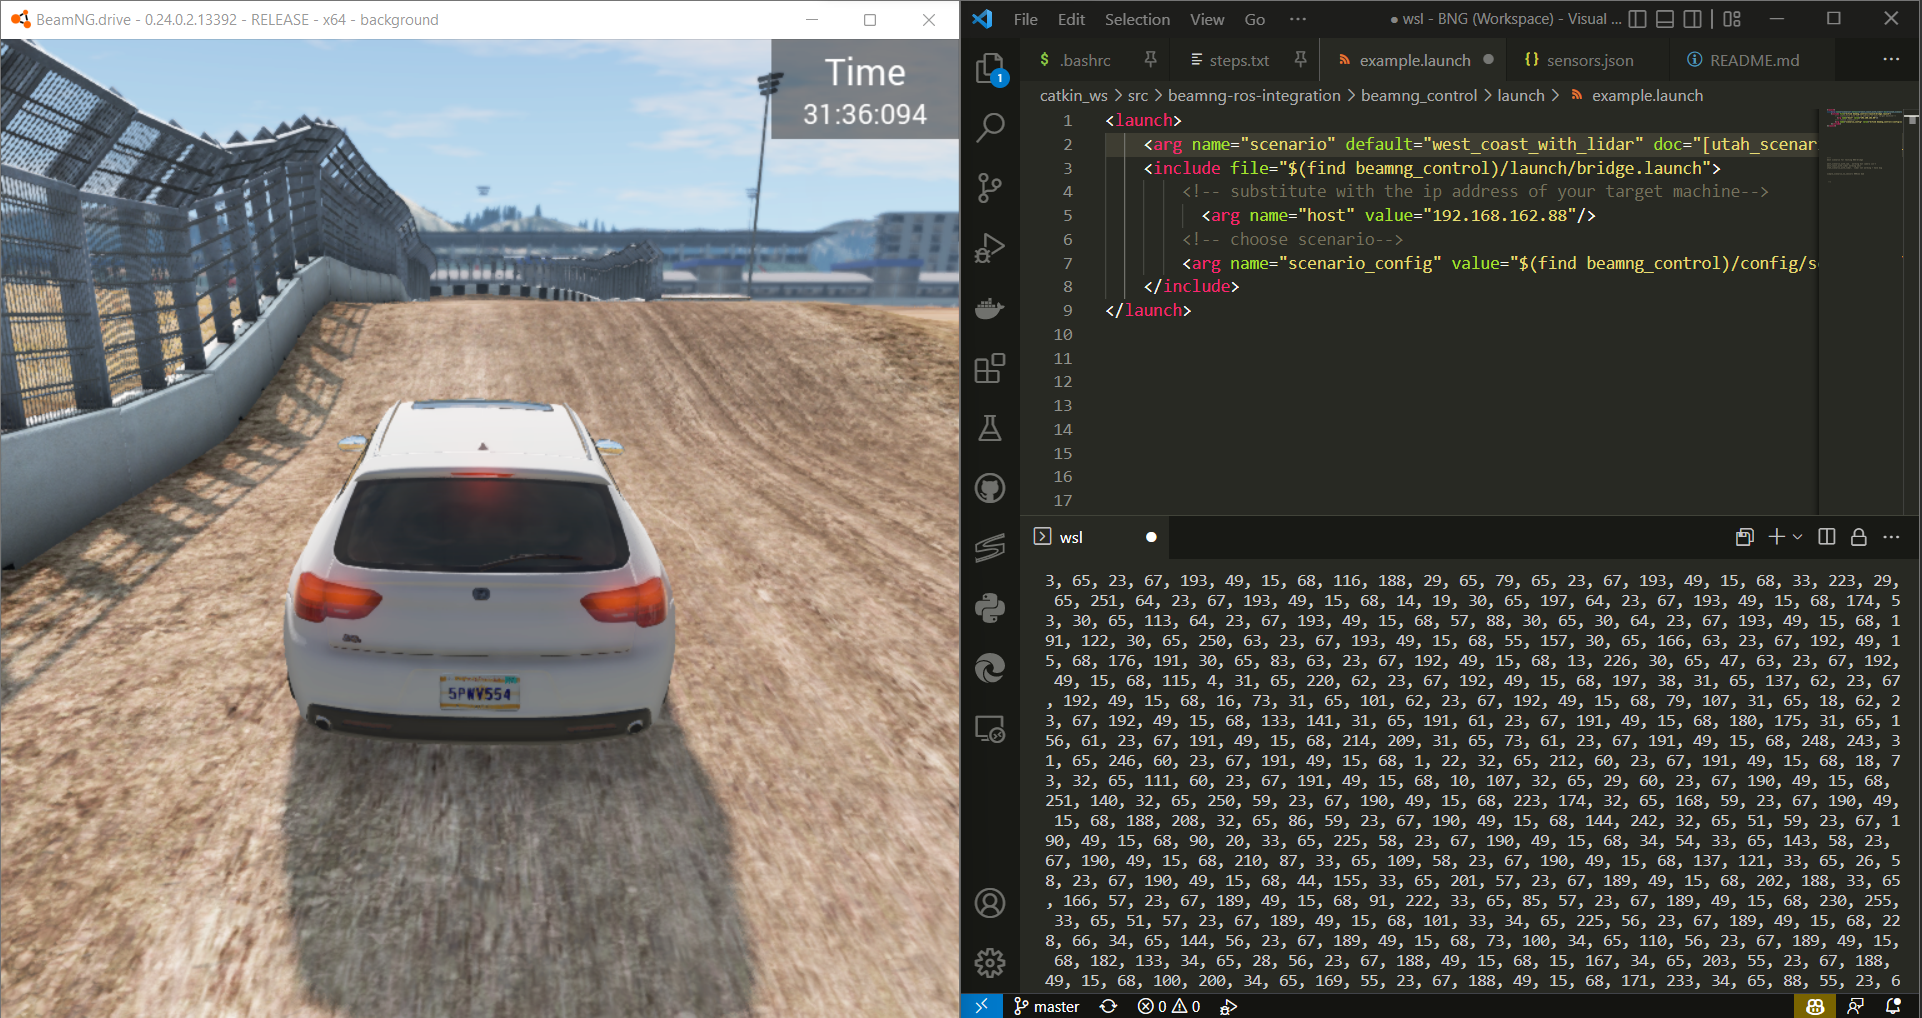 BeamNG.drive - 0.24.0.2.13392 - RELEASE - x64 - background
Time
31:36:094
5PWV554
File Edit Selection View Go ··· ● wsl - BNG (Workspace) - Visual ...
1
$ .bashrc
steps.txt
example.launch
{} sensors.json
README.md
catkin_ws > src > beamng-ros-integration > beamng_control > launch > example.launch
1 <launch>
2 <arg name="scenario" default="west_coast_with_lidar" doc="[utah_scenar
3 <include file="$(find beamng_control)/launch/bridge.launch">
4 <!-- substitute with the ip address of your target machine-->
5 <arg name="host" value="192.168.162.88"/>
6 <!-- choose scenario-->
7 <arg name="scenario_config" value="$(find beamng_control)/config/s
8 </include>
9 </launch>
10
11
12
13
14
15
16
17
wsl
3, 65, 23, 67, 193, 49, 15, 68, 116, 188, 29, 65, 79, 65, 23, 67, 193, 49, 15, 68, 33, 223, 29,
65, 251, 64, 23, 67, 193, 49, 15, 68, 14, 19, 30, 65, 197, 64, 23, 67, 193, 49, 15, 68, 174, 5
3, 30, 65, 113, 64, 23, 67, 193, 49, 15, 68, 57, 88, 30, 65, 30, 64, 23, 67, 193, 49, 15, 68, 1
91, 122, 30, 65, 250, 63, 23, 67, 193, 49, 15, 68, 55, 157, 30, 65, 166, 63, 23, 67, 192, 49, 1
5, 68, 176, 191, 30, 65, 83, 63, 23, 67, 192, 49, 15, 68, 13, 226, 30, 65, 47, 63, 23, 67, 192,
49, 15, 68, 115, 4, 31, 65, 220, 62, 23, 67, 192, 49, 15, 68, 197, 38, 31, 65, 137, 62, 23, 67
, 192, 49, 15, 68, 16, 73, 31, 65, 101, 62, 23, 67, 192, 49, 15, 68, 79, 107, 31, 65, 18, 62, 2
3, 67, 192, 49, 15, 68, 133, 141, 31, 65, 191, 61, 23, 67, 191, 49, 15, 68, 180, 175, 31, 65, 1
56, 61, 23, 67, 191, 49, 15, 68, 214, 209, 31, 65, 73, 61, 23, 67, 191, 49, 15, 68, 248, 243, 3
1, 65, 246, 60, 23, 67, 191, 49, 15, 68, 1, 22, 32, 65, 212, 60, 23, 67, 191, 49, 15, 68, 18, 7
3, 32, 65, 111, 60, 23, 67, 191, 49, 15, 68, 10, 107, 32, 65, 29, 60, 23, 67, 190, 49, 15, 68,
251, 140, 32, 65, 250, 59, 23, 67, 190, 49, 15, 68, 223, 174, 32, 65, 168, 59, 23, 67, 190, 49,
15, 68, 188, 208, 32, 65, 86, 59, 23, 67, 190, 49, 15, 68, 144, 242, 32, 65, 51, 59, 23, 67, 1
90, 49, 15, 68, 90, 20, 33, 65, 225, 58, 23, 67, 190, 49, 15, 68, 34, 54, 33, 65, 143, 58, 23,
67, 190, 49, 15, 68, 210, 87, 33, 65, 109, 58, 23, 67, 190, 49, 15, 68, 137, 121, 33, 65, 26, 5
8, 23, 67, 190, 49, 15, 68, 44, 155, 33, 65, 201, 57, 23, 67, 189, 49, 15, 68, 202, 188, 33, 65
, 166, 57, 23, 67, 189, 49, 15, 68, 91, 222, 33, 65, 85, 57, 23, 67, 189, 49, 15, 68, 230, 255,
33, 65, 51, 57, 23, 67, 189, 49, 15, 68, 101, 33, 34, 65, 225, 56, 23, 67, 189, 49, 15, 68, 22
8, 66, 34, 65, 144, 56, 23, 67, 189, 49, 15, 68, 73, 100, 34, 65, 110, 56, 23, 67, 189, 49, 15,
68, 182, 133, 34, 65, 28, 56, 23, 67, 188, 49, 15, 68, 15, 167, 34, 65, 203, 55, 23, 67, 188,
49, 15, 68, 100, 200, 34, 65, 169, 55, 23, 67, 188, 49, 15, 68, 171, 233, 34, 65, 88, 55, 23, 6
master 0 0